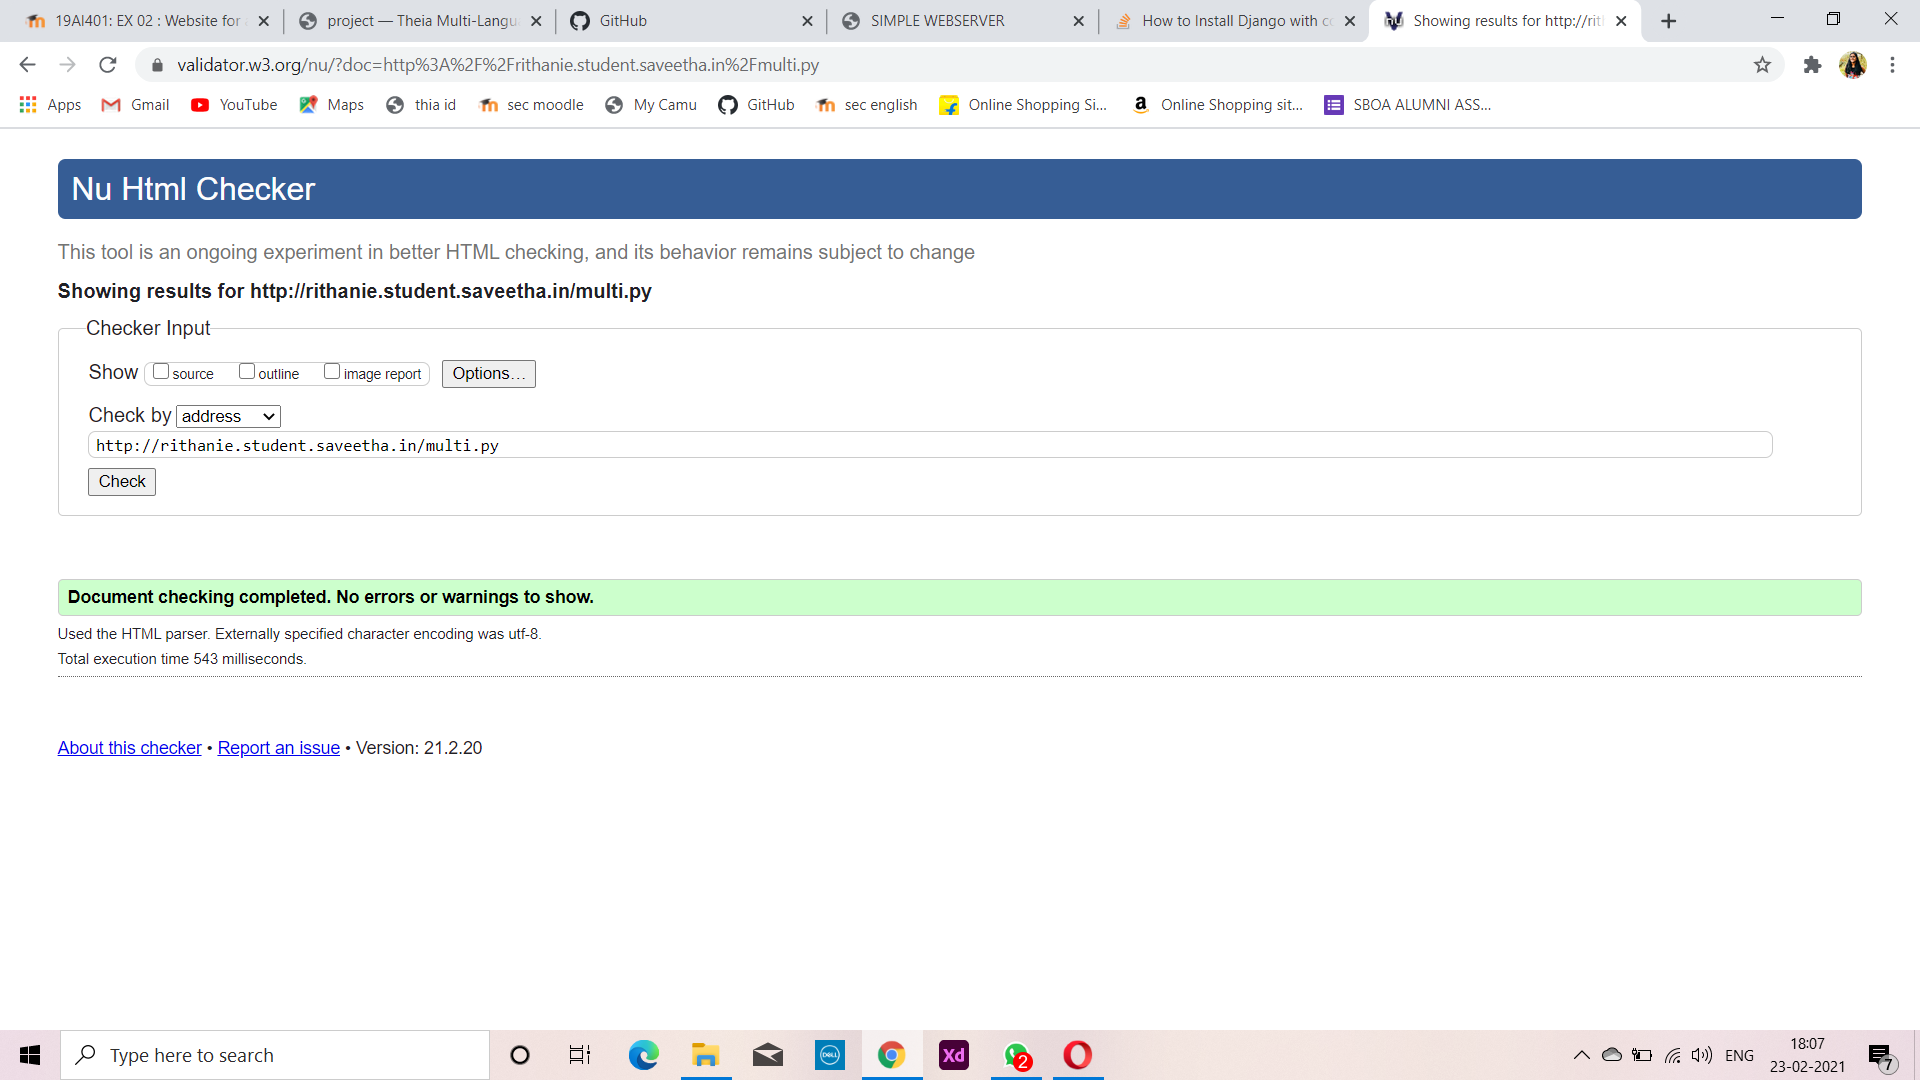 19AI401: EX 02 : Website for
project — Theia Multi-Langu
GitHub
SIMPLE WEBSERVER
How to Install Django with co
Showing results for http://rit
validator.w3.org/nu/?doc=http%3A%2F%2Frithanie.student.saveetha.in%2Fmulti.py
Apps
Gmail
YouTube
Maps
thia id
sec moodle
My Camu
GitHub
sec english
Online Shopping Si...
Online Shopping sit...
SBOA ALUMNI ASS...
Nu Html Checker
This tool is an ongoing experiment in better HTML checking, and its behavior remains subject to change
Showing results for http://rithanie.student.saveetha.in/multi.py
Checker Input
Show source outline image report Options...
Check by address
http://rithanie.student.saveetha.in/multi.py
Check
Document checking completed. No errors or warnings to show.
Used the HTML parser. Externally specified character encoding was utf-8.
Total execution time 543 milliseconds.
About this checker • Report an issue • Version: 21.2.20
Type here to search
DELL
Xd
2
ENG
18:07
23-02-2021
7